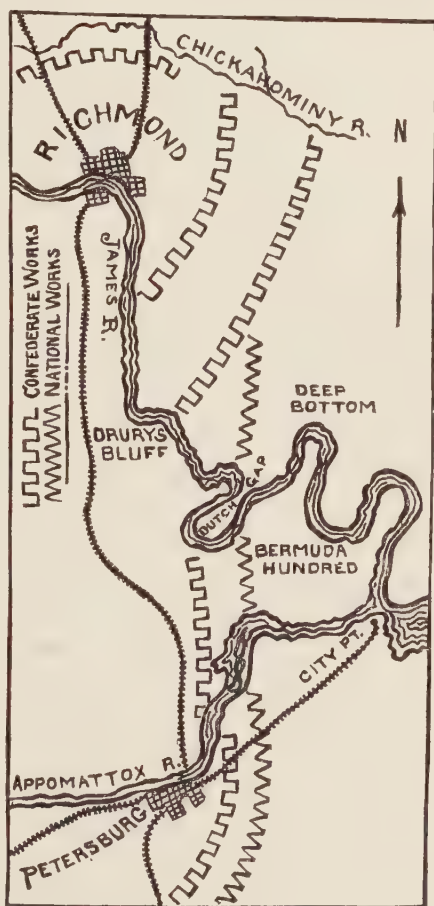 CHICKAHOMINY R.
N
RICHMOND
JAMES R.
CONFEDERATE WORKS
NATIONAL WORKS
DEEP
BOTTOM
DRURYS
BLUFF
DUTCH GAP
BERMUDA
HUNDRED
CITY PT.
APPOMATTOX R.
PETERSBURG